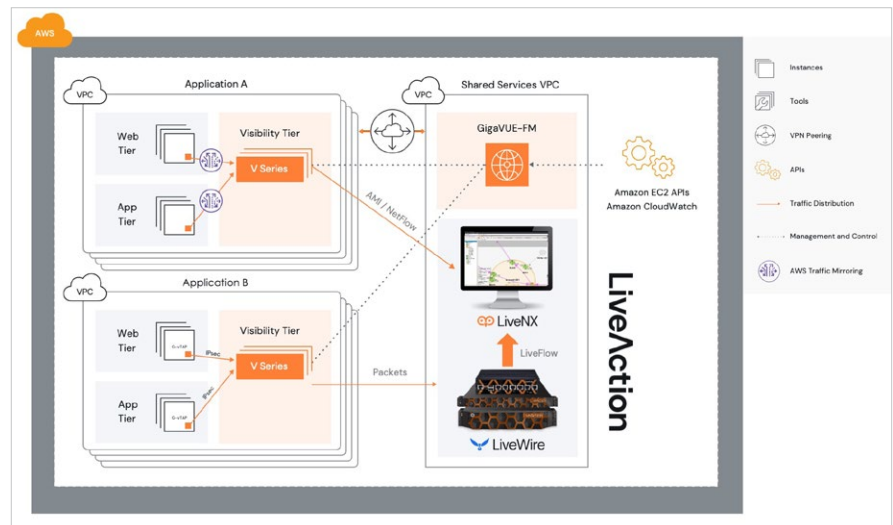 AWS
VPC
Application A
Web
Tier
App
Tier
Visibility Tier
V Series
VPC
Shared Services VPC
GigaVUE-FM
Amazon EC2 APIs
Amazon CloudWatch
AMI / NetFlow
LiveNX
LiveFlow
LiveWire
LiveAction
VPC
Application B
Web
Tier
G-vTAP
IPsec
App
Tier
G-vTAP
IPsec
Visibility Tier
V Series
Packets
Instances
Tools
VPN Peering
APIs
Traffic Distribution
Management and Control
AWS Traffic Mirroring